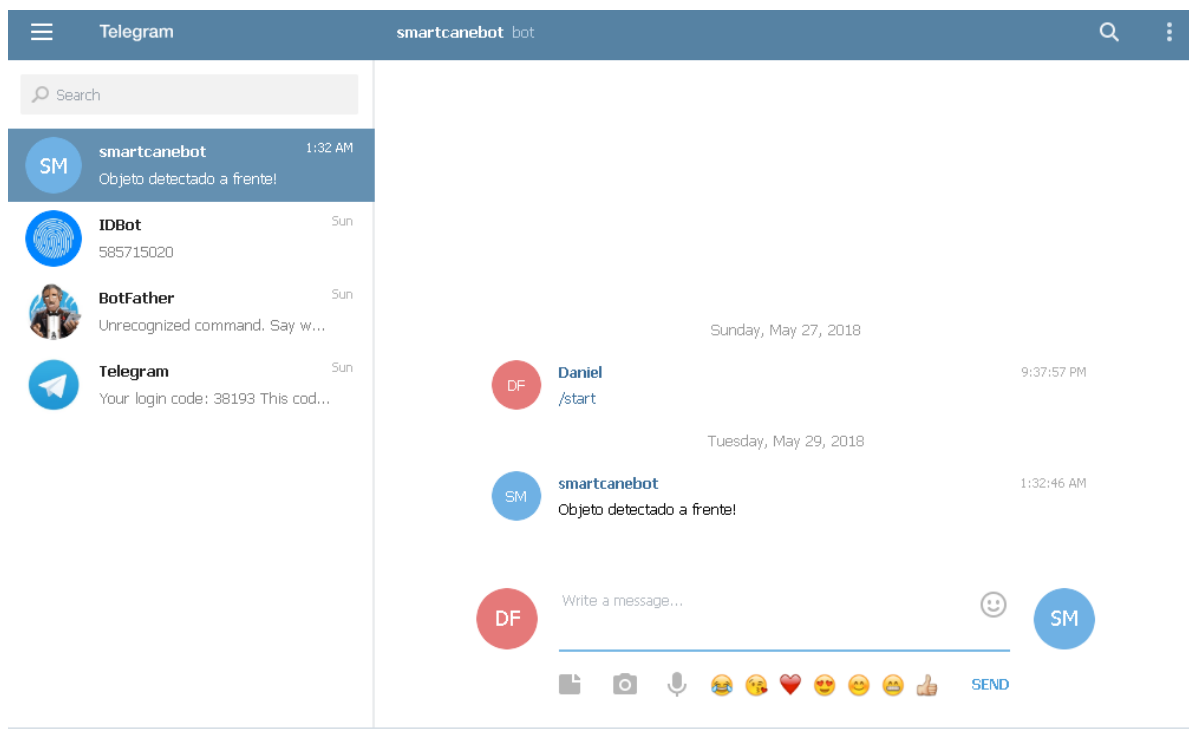 Telegram
smartcanebot bot
Search
SM
smartcanebot
1:32 AM
Objeto detectado a frente!
IDBot
Sun
585715020
BotFather
Sun
Unrecognized command. Say w...
Telegram
Sun
Your login code: 38193 This cod...
Sunday, May 27, 2018
DF
Daniel
9:37:57 PM
/start
Tuesday, May 29, 2018
SM
smartcanebot
1:32:46 AM
Objeto detectado a frente!
DF
Write a message...
SM
SEND